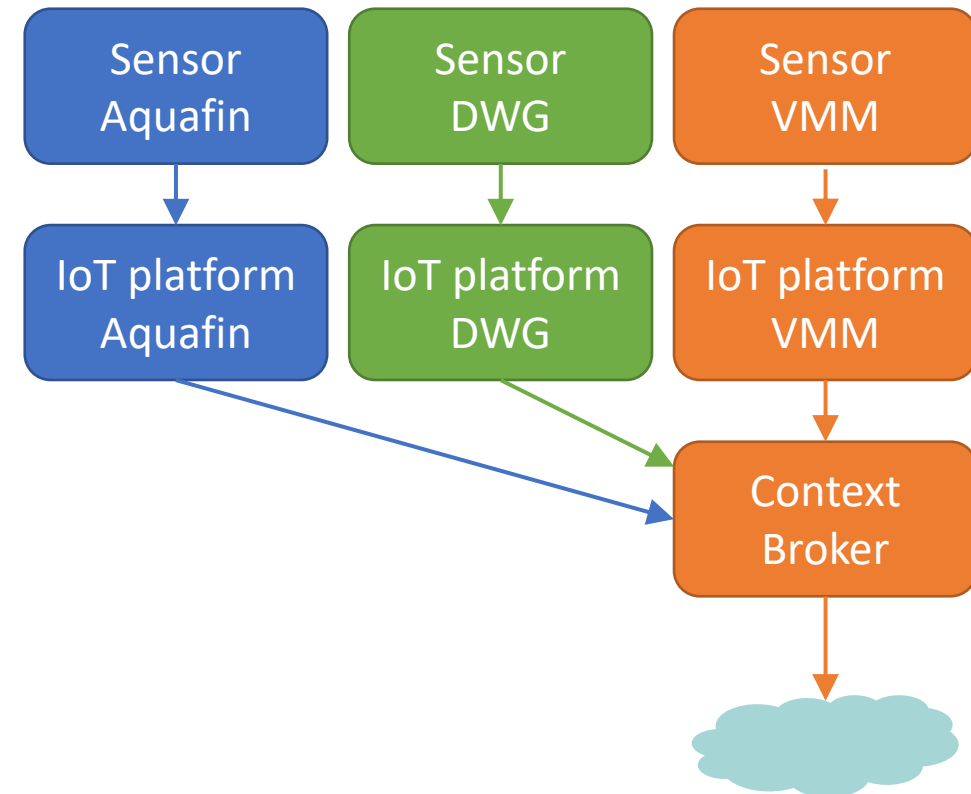 Sensor
Aquafin
Sensor
DWG
Sensor
VMM
IoT platform
Aquafin
IoT platform
DWG
IoT platform
VMM
Context
Broker